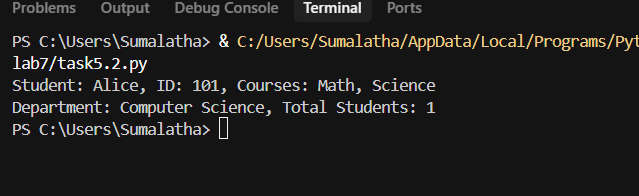 Problems Output Debug Console Terminal Ports
PS C:\Users\Sumalatha> & C:/Users/Sumalatha/AppData/Local/Programs/Pyt
lab7/task5.2.py
Student: Alice, ID: 101, Courses: Math, Science
Department: Computer Science, Total Students: 1
PS C:\Users\Sumalatha>